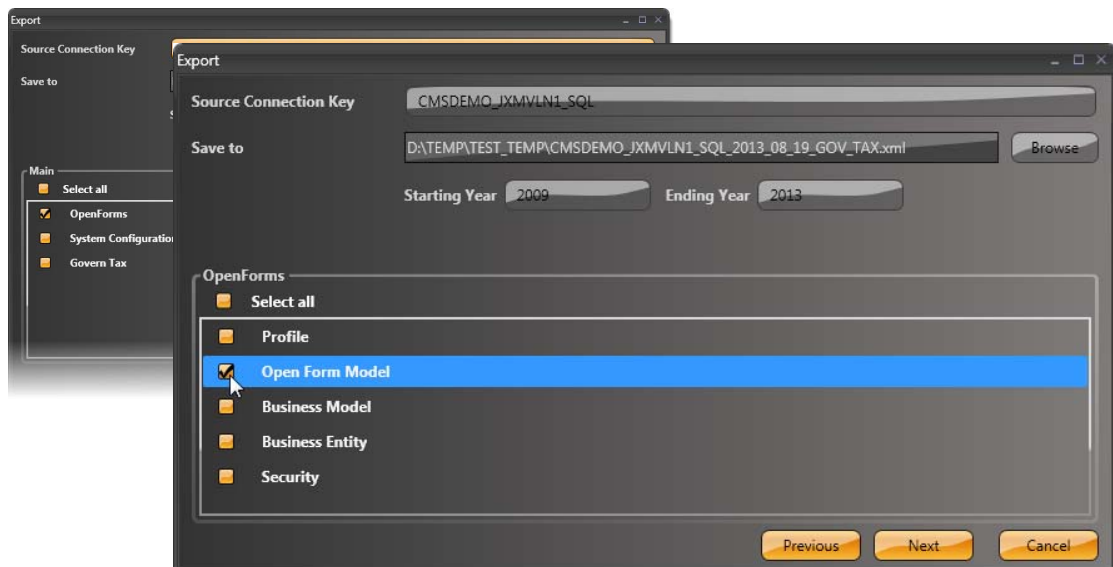 Export
Source Connection Key
Save to
Main
Select all
OpenForms
System Configuratio
Govern Tax
Export
Source Connection Key CMSDEMO_JXMVLN1_SQL
Save to D:\TEMP\TEST_TEMP\CMSDEMO_JXMVLN1_SQL_2013_08_19_GOV_TAX.xml Browse
Starting Year 2009 Ending Year 2013
OpenForms
Select all
Profile
Open Form Model
Business Model
Business Entity
Security
Previous Next Cancel